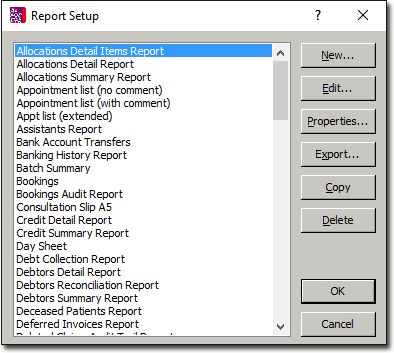 Report Setup
?
Allocations Detail Items Report
Allocations Detail Report
Allocations Summary Report
Appointment list (no comment)
Appointment list (with comment)
Appt list (extended)
Assistants Report
Bank Account Transfers
Banking History Report
Batch Summary
Bookings
Bookings Audit Report
Consultation Slip A5
Credit Detail Report
Credit Summary Report
Day Sheet
Debt Collection Report
Debtors Detail Report
Debtors Reconciliation Report
Debtors Summary Report
Deceased Patients Report
Deferred Invoices Report
New...
Edit...
Properties...
Export...
Copy
Delete
OK
Cancel